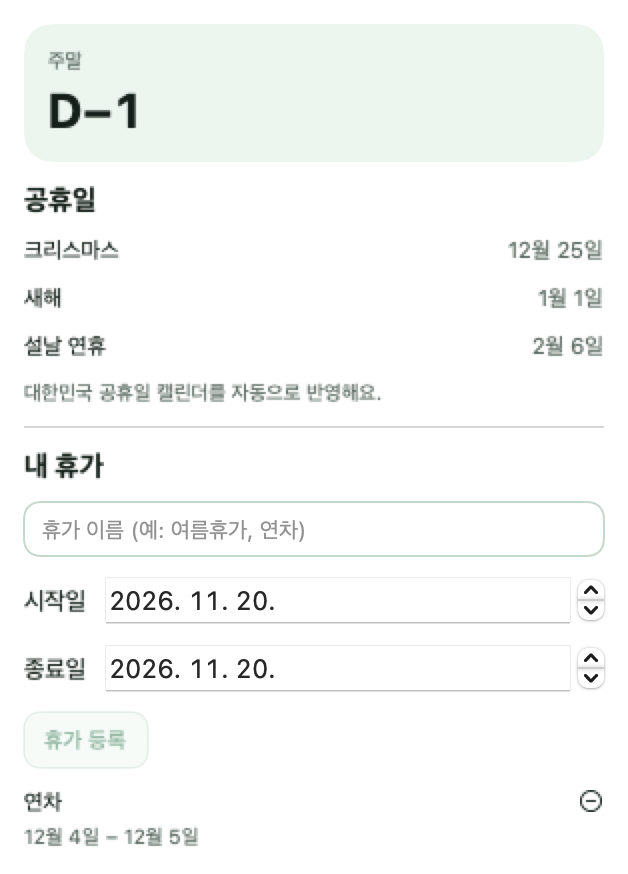 주말
D–1
공휴일
크리스마스 12월 25일
새해 1월 1일
설날 연휴 2월 6일
대한민국 공휴일 캘린더를 자동으로 반영해요.
내 휴가
휴가 이름 (예: 여름휴가, 연차)
시작일 2026. 11. 20.
종료일 2026. 11. 20.
휴가 등록
연차
12월 4일 – 12월 5일